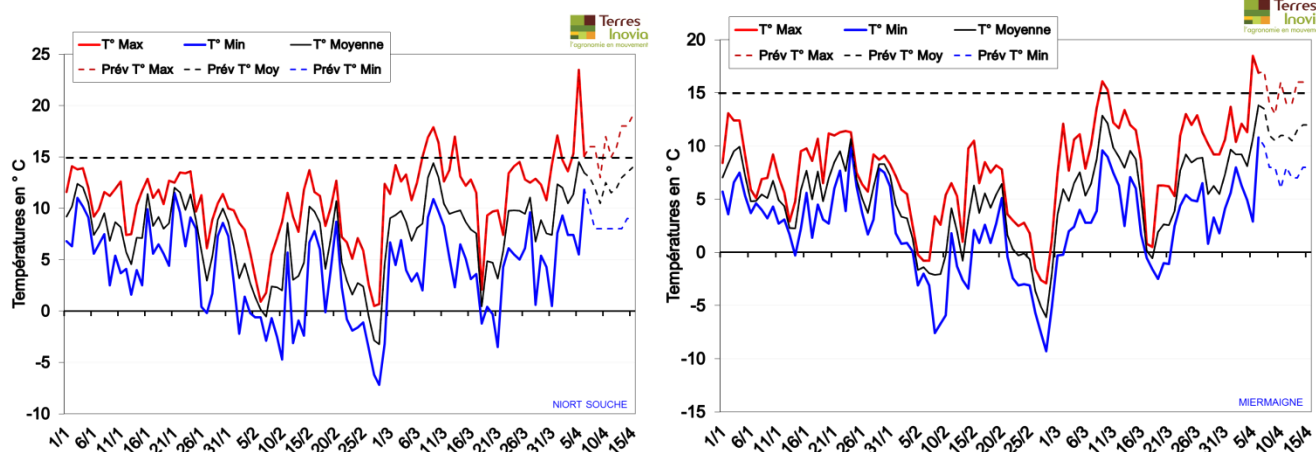 Terres
Inovia
l'agronomie en mouvement
T° Max T° Min T° Moyenne
Prév T° Max Prév T° Moy Prév T° Min
Températures en ° C
25
20
15
10
5
0
-5
-10
1/1 6/1 11/1 16/1 21/1 26/1 31/1 5/2 10/2 15/2 20/2 25/2 1/3 6/3 11/3 16/3 21/3 26/3 31/3 5/4 10/4 15/4
NIORT SOUCHE
Terres
Inovia
l'agronomie en mouvement
T° Max T° Min T° Moyenne
Prév T° Max Prév T° Moy Prév T° Min
Températures en ° C
20
15
10
5
0
-5
-10
-15
1/1 6/1 11/1 16/1 21/1 26/1 31/1 5/2 10/2 15/2 20/2 25/2 1/3 6/3 11/3 16/3 21/3 26/3 31/3 5/4 10/4 15/4
MIERMAIGNE